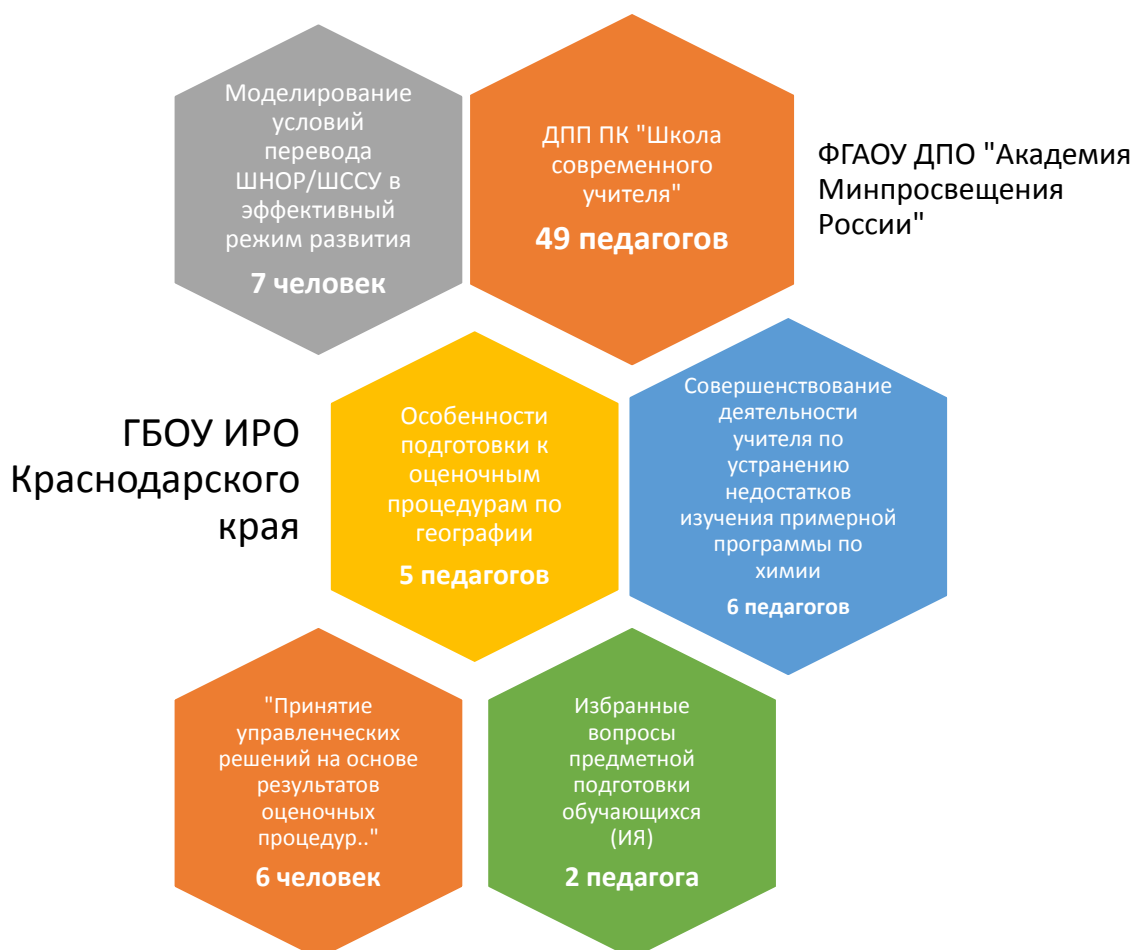 Моделирование
условий
перевода
ШНОР/ШССУ в
эффективный
режим развития
7 человек
ДПП ПК "Школа
современного
учителя"
49 педагогов
ФГАОУ ДПО "Академия
Минпросвещения
России"
ГБОУ ИРО
Краснодарского
края
Особенности
подготовки к
оценочным
процедурам по
географии
5 педагогов
Совершенствование
деятельности
учителя по
устранению
недостатков
изучения примерной
программы по
химии
6 педагогов
"Принятие
управленческих
решений на основе
результатов
оценочных
процедур.."
6 человек
Избранные
вопросы
предметной
подготовки
обучающихся
(ИЯ)
2 педагога